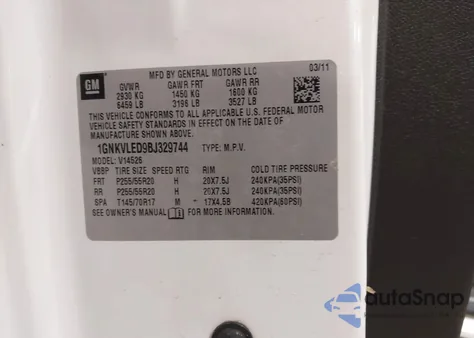 MFD BY GENERAL MOTORS LLC 03/11
GM
GVWR GAWR FRT GAWR RR
2930 KG 1450 KG 1600 KG
6459 LB 3196 LB 3527 LB
THIS VEHICLE CONFORMS TO ALL APPLICABLE U.S. FEDERAL MOTOR
VEHICLE SAFETY STANDARDS IN EFFECT ON THE DATE OF
MANUFACTURE SHOWN ABOVE.
1GNKVLED9BJ329744 TYPE: M.P.V.
MODEL: V14526
VBBP TIRE SIZE SPEED RTG RIM COLD TIRE PRESSURE
FRT P255/55R20 H 20X7.5J 240KPA(35PSI)
RR P255/55R20 H 20X7.5J 240KPA(35PSI)
SPA T145/70R17 M 17X4.5B 420KPA(60PSI)
SEE OWNER'S MANUAL FOR MORE INFORMATION.
autoSnap